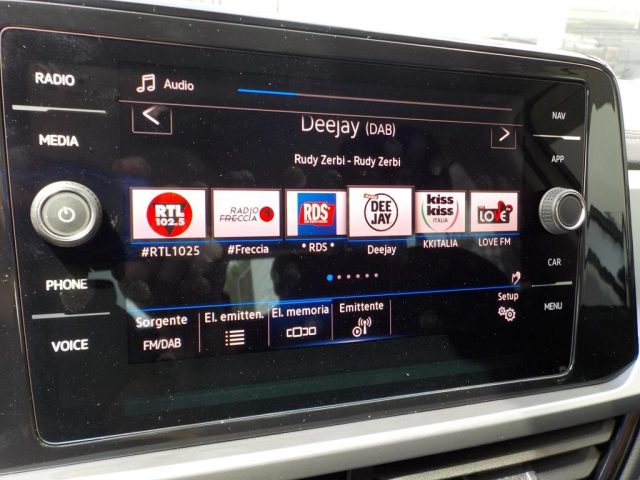 RADIO
MEDIA
PHONE
VOICE
Audio
Deejay (DAB)
Rudy Zerbi - Rudy Zerbi
RTL
102.5
RADIO
FRECCIA
RDS
DEE
JAY
kiss
kiss
ITALIA
LOVE
#RTL1025
#Freccia
* RDS *
Deejay
KKITALIA
LOVE FM
Setup
Sorgente
FM/DAB
El. emitten.
El. memoria
Emittente
NAV
APP
CAR
MENU